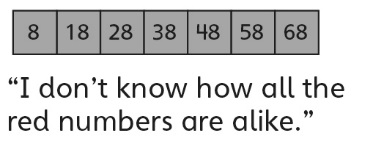 8 18 28 38 48 58 68
“I don’t know how all the
red numbers are alike.”